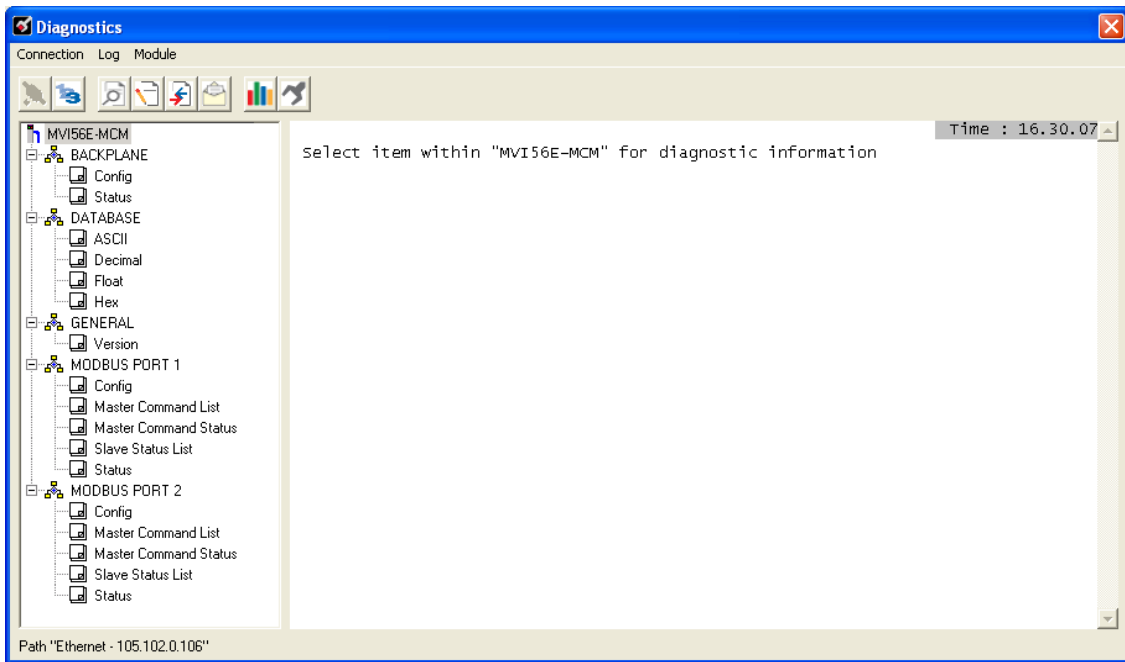 Diagnostics
Connection Log Module
MVI56E-MCM
BACKPLANE
Config
Status
DATABASE
ASCII
Decimal
Float
Hex
GENERAL
Version
MODBUS PORT 1
Config
Master Command List
Master Command Status
Slave Status List
Status
MODBUS PORT 2
Config
Master Command List
Master Command Status
Slave Status List
Status
Time : 16.30.07
Select item within "MVI56E-MCM" for diagnostic information
Path "Ethernet - 105.102.0.106"